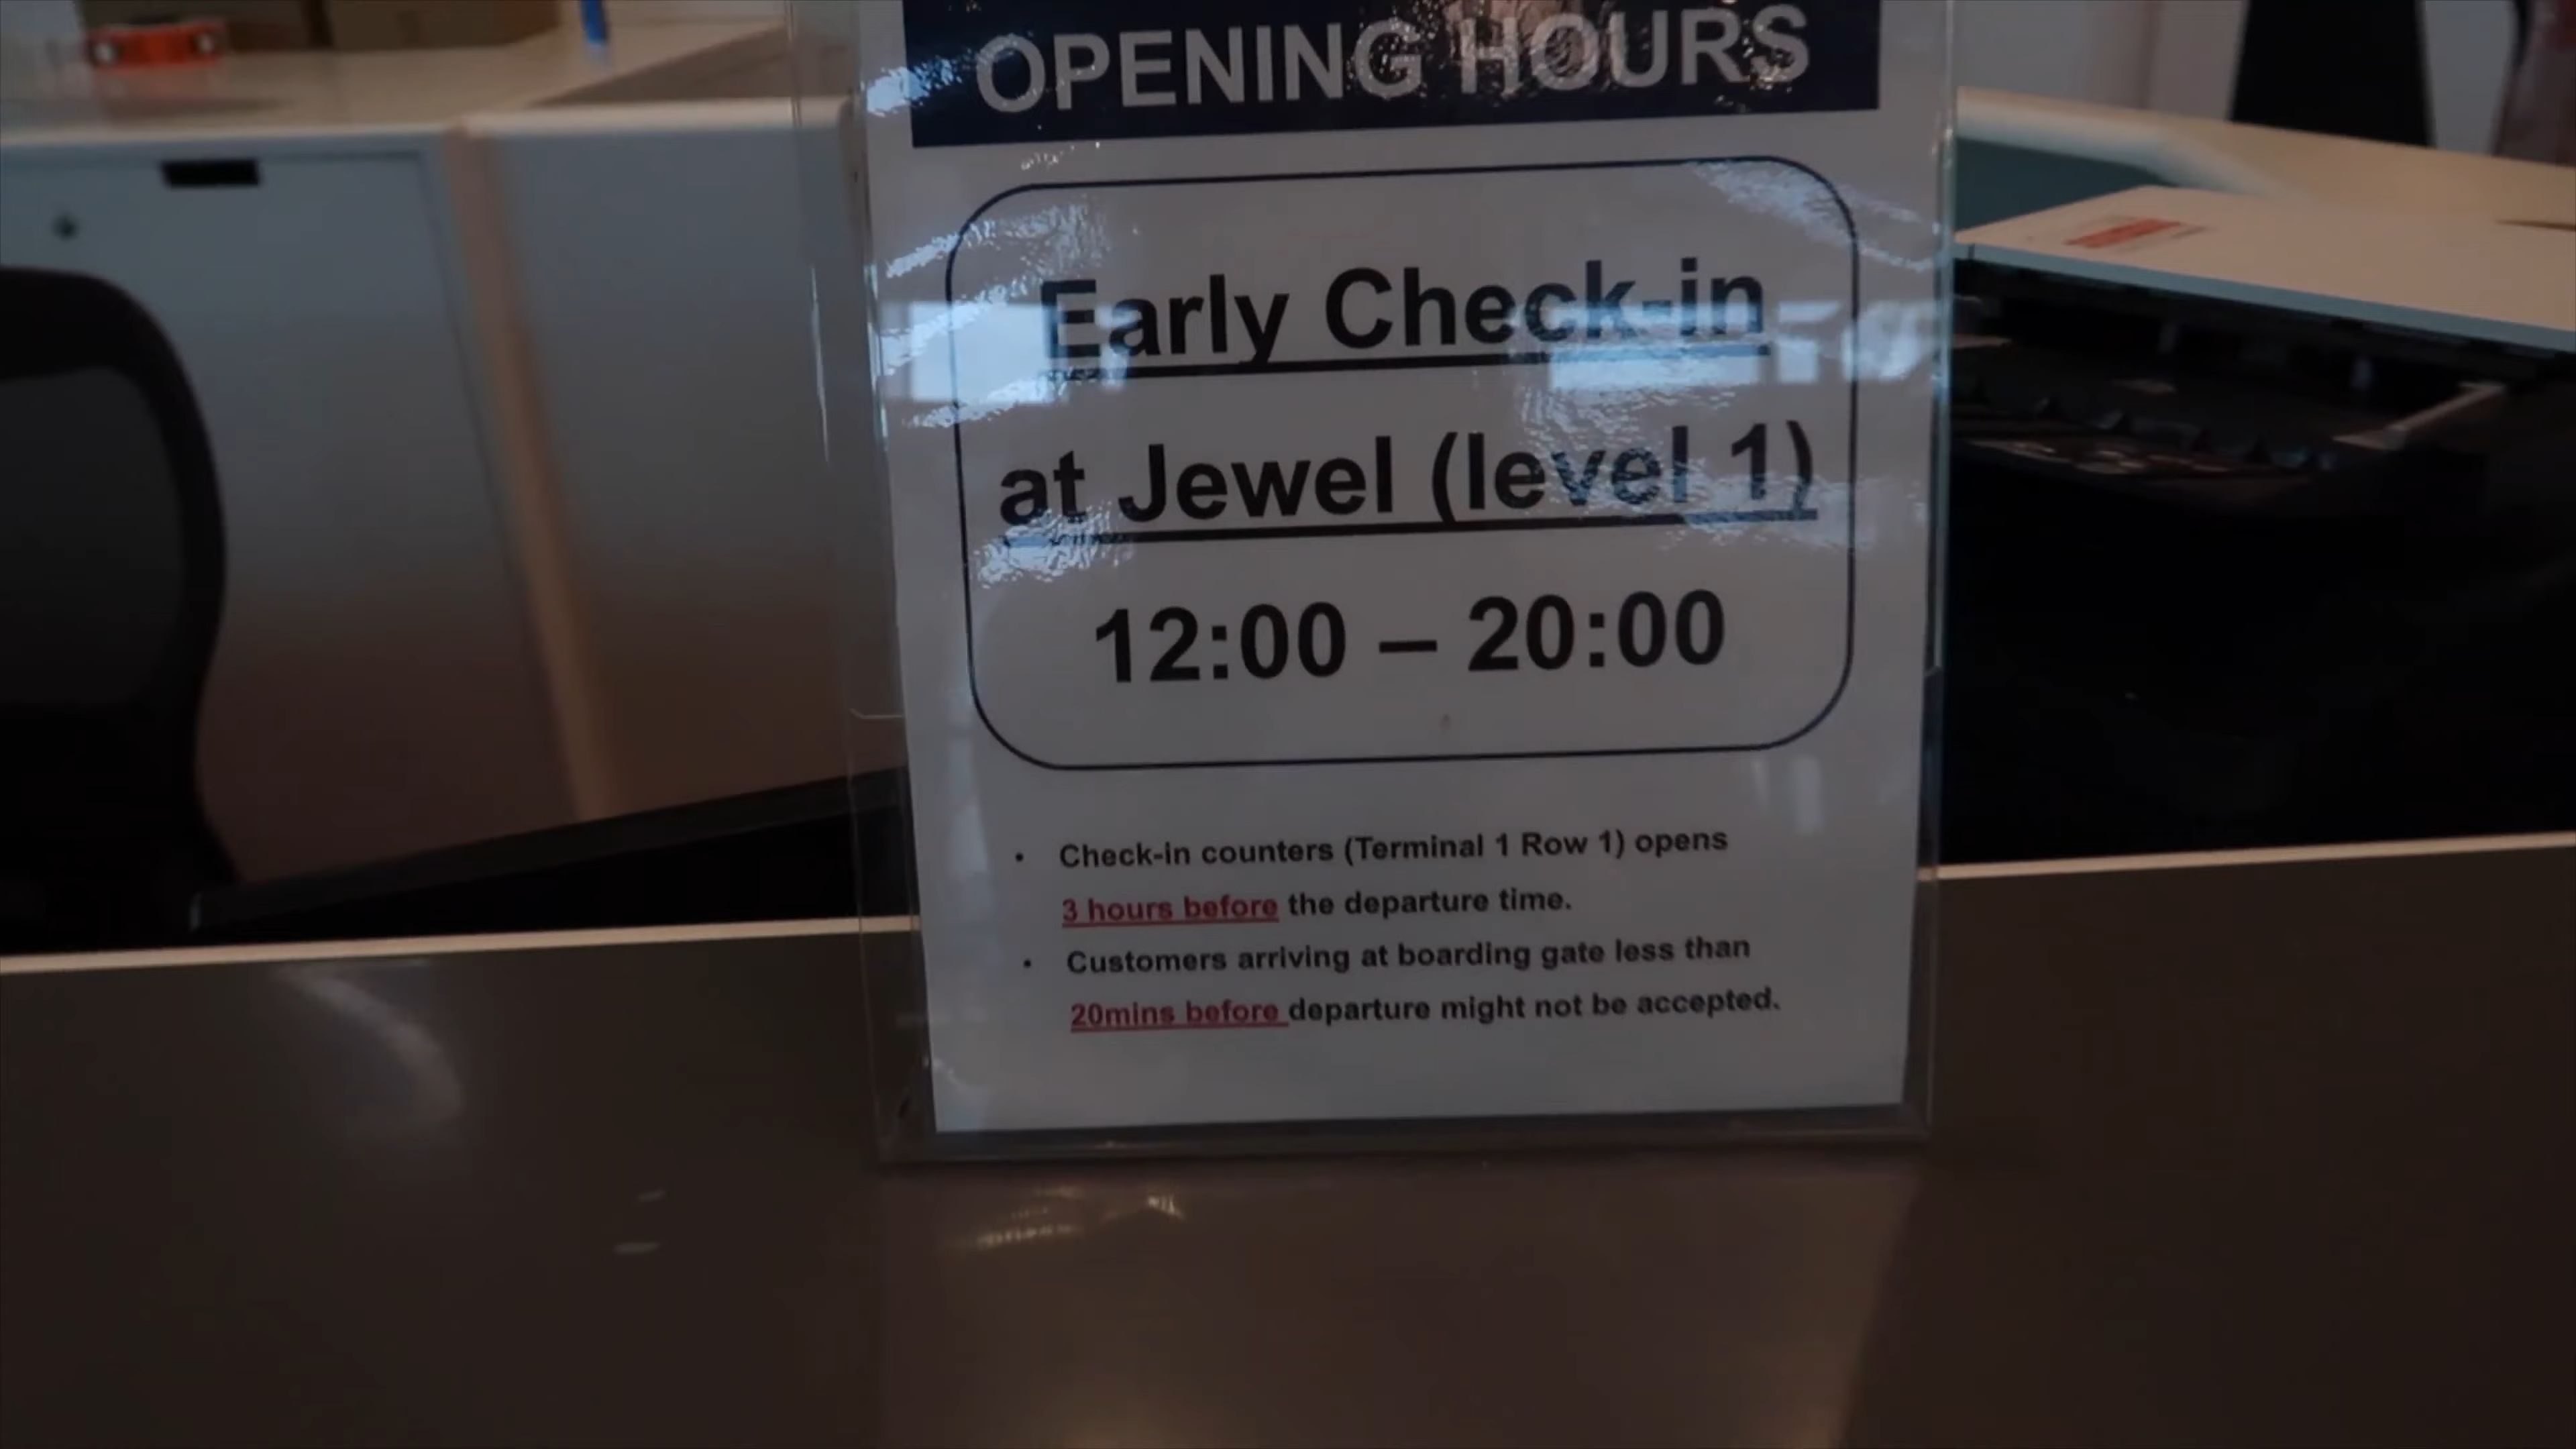 OPENING HOURS
Early Check-in
at Jewel (level 1)
12:00 – 20:00
• Check-in counters (Terminal 1 Row 1) opens
3 hours before the departure time.
• Customers arriving at boarding gate less than
20mins before departure might not be accepted.